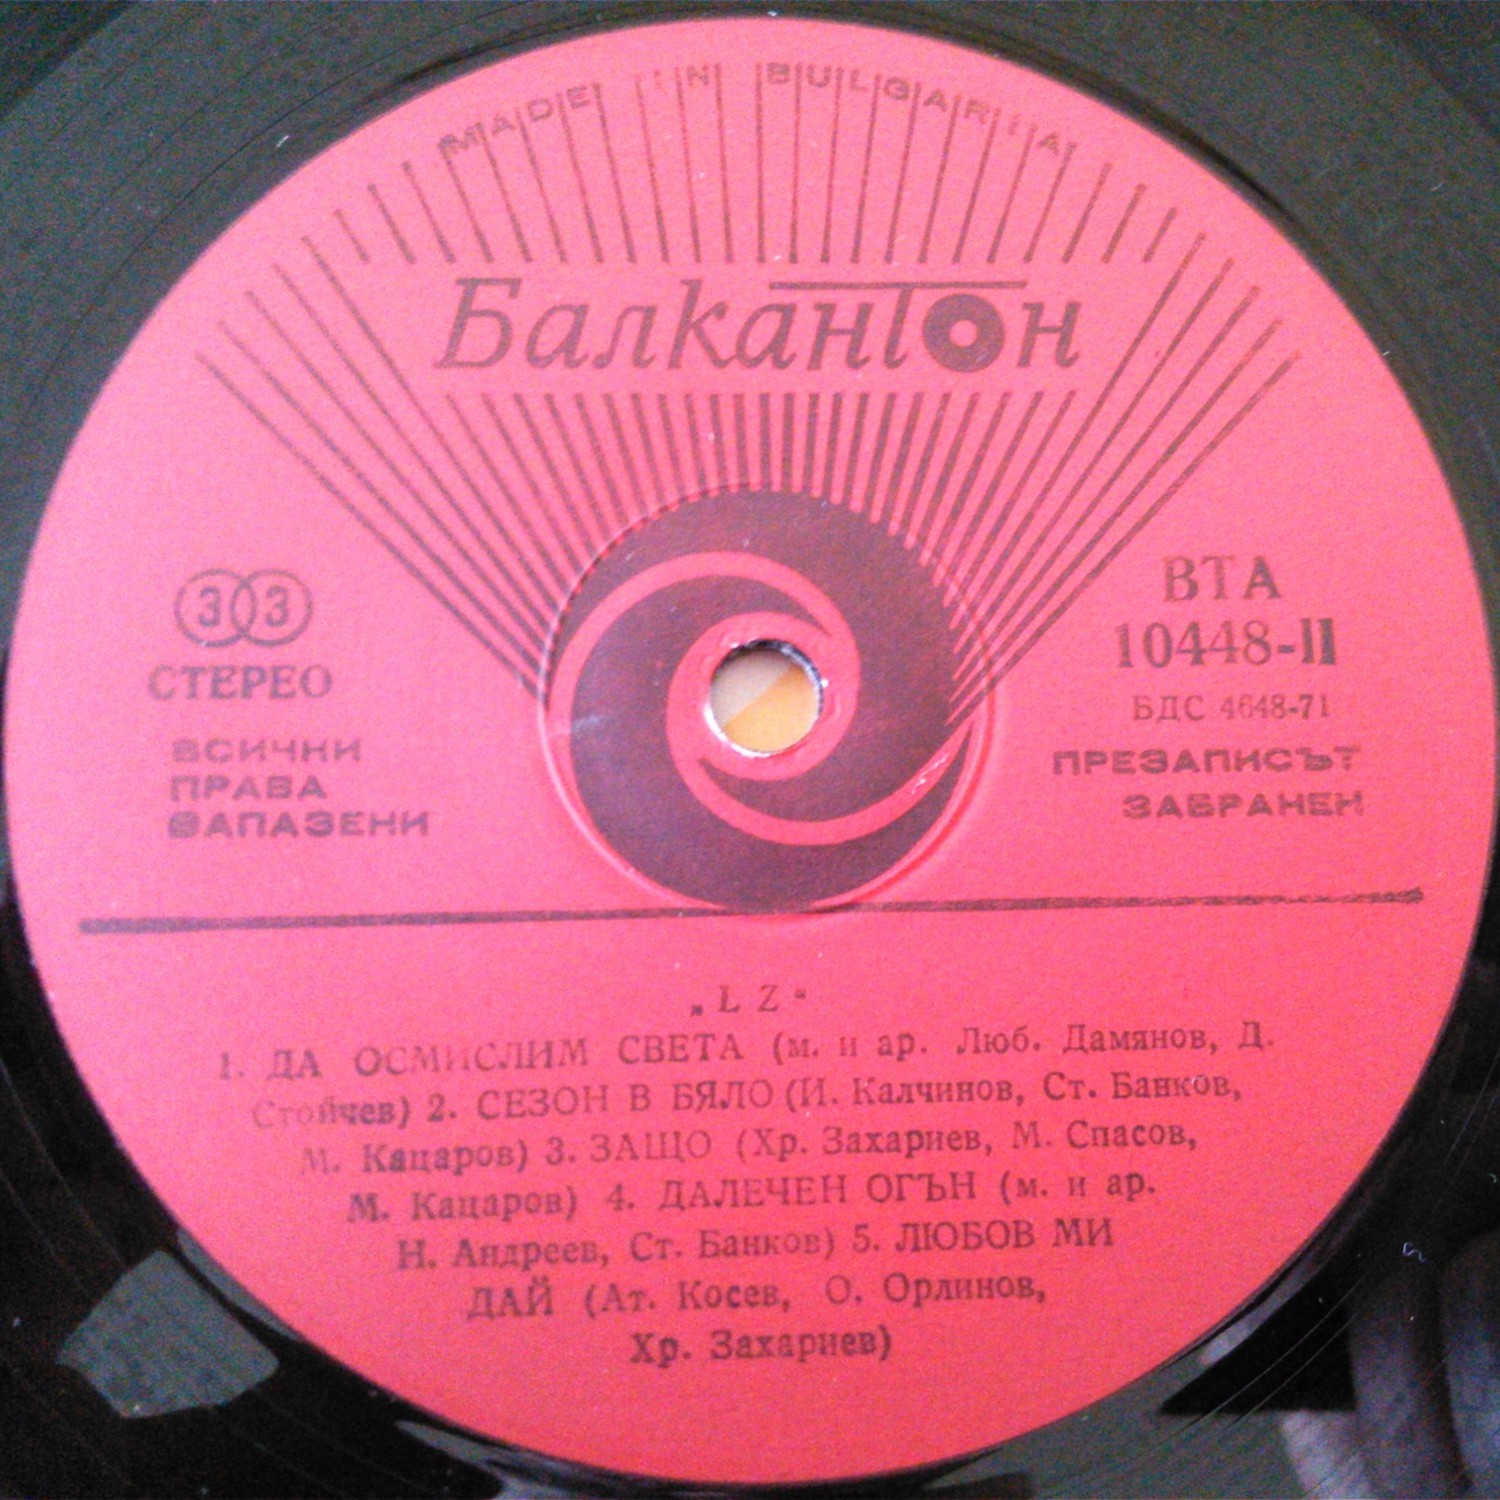 MADE IN BULGARIA
Балкантон
33
СТЕРЕО
ВСИЧНИ
ПРАВА
ЗАПАЗЕНИ
ВТА
10448-II
БДС 4648-71
ПРЕЗАПИСЪТ
ЗАБРАНЕН
„LZ“
1. ДА ОСМИСЛИМ СВЕТА (м. и ар. Люб. Дамянов, Д.
Стойчев) 2. СЕЗОН В БЯЛО (И. Калчинов, Ст. Банков,
М. Кацаров) 3. ЗАЩО (Хр. Захариев, М. Спасов,
М. Кацаров) 4. ДАЛЕЧЕН ОГЪН (м. и ар.
Н. Андреев, Ст. Банков) 5. ЛЮБОВ МИ
ДАЙ (Ат. Косев, О. Орлинов,
Хр. Захариев)